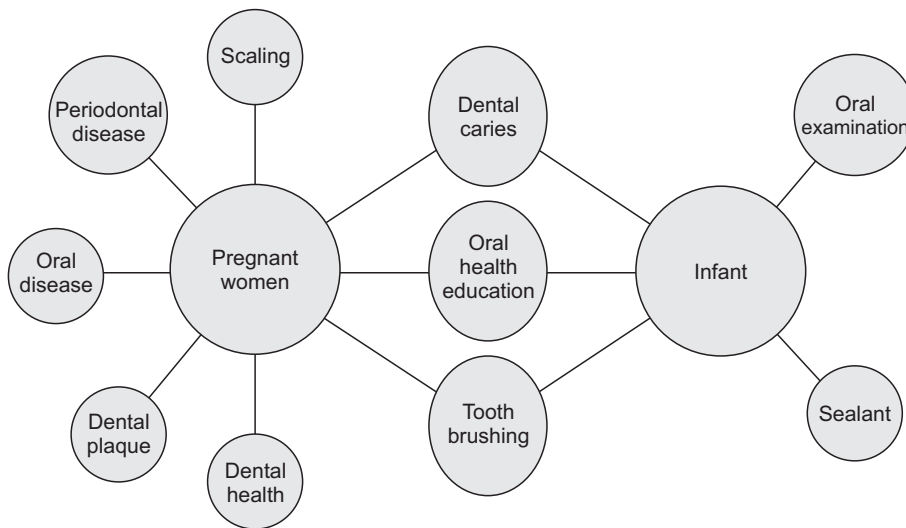 Scaling
Periodontal
disease
Dental
caries
Oral
examination
Oral
disease
Pregnant
women
Oral
health
education
Infant
Dental
plaque
Dental
health
Tooth
brushing
Sealant